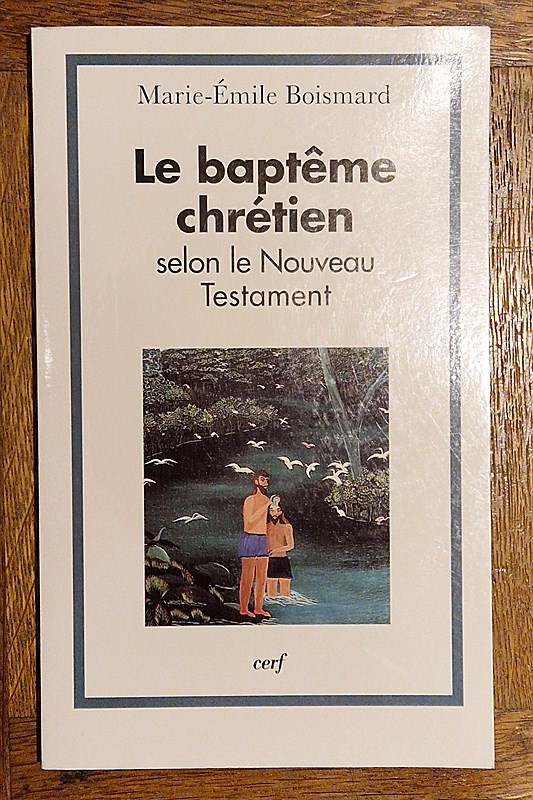 Marie-Émile Boismard
Le baptême
chrétien
selon le Nouveau
Testament
cerf